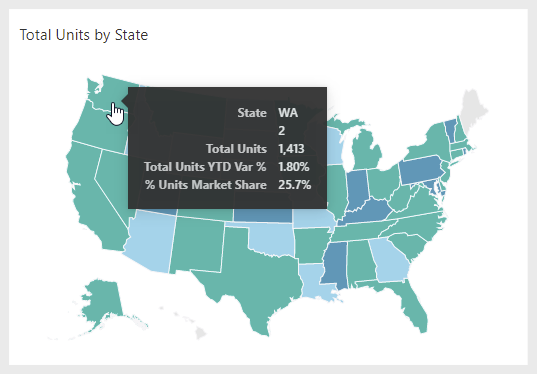 Total Units by State
State WA
2
Total Units 1,413
Total Units YTD Var % 1.80%
% Units Market Share 25.7%